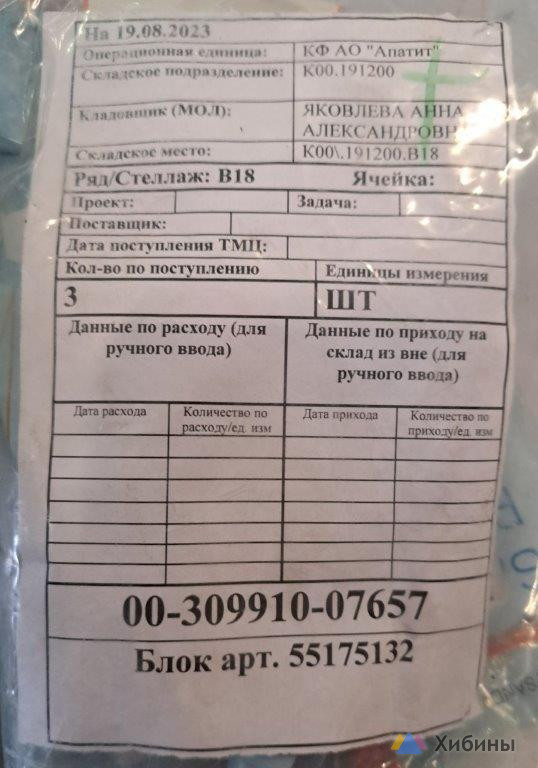 На 19.08.2023
Операционная единица: КФ АО "Апатит"
Складское подразделение: К00.191200
Кладовщик (МОЛ): ЯКОВЛЕВА АННА
АЛЕКСАНДРОВН
Складское место: К00\.191200.В18
Ряд/Стеллаж: В18 Ячейка:
Проект: Задача:
Поставщик:
Дата поступления ТМЦ:
Кол-во по поступлению Единицы измерения
3 ШТ
Данные по расходу (для
ручного ввода)
Данные по приходу на
склад из вне (для
ручного ввода)
Дата расхода
Количество по
расходу/ед. изм
Дата прихода
Количество по
приходу/ед. изм
00-309910-07657
Блок арт. 55175132
Хибины